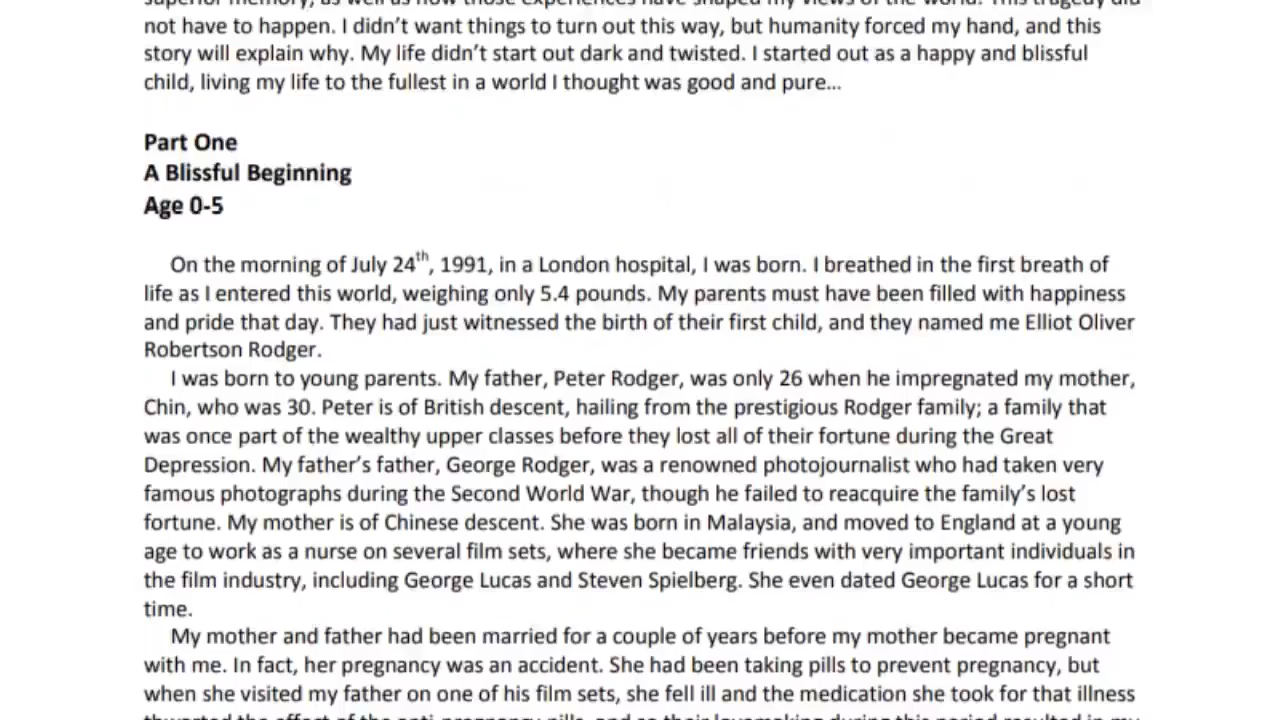 not have to happen. I didn’t want things to turn out this way, but humanity forced my hand, and this
story will explain why. My life didn’t start out dark and twisted. I started out as a happy and blissful
child, living my life to the fullest in a world I thought was good and pure…
Part One
A Blissful Beginning
Age 0-5
On the morning of July 24th, 1991, in a London hospital, I was born. I breathed in the first breath of
life as I entered this world, weighing only 5.4 pounds. My parents must have been filled with happiness
and pride that day. They had just witnessed the birth of their first child, and they named me Elliot Oliver
Robertson Rodger.
I was born to young parents. My father, Peter Rodger, was only 26 when he impregnated my mother,
Chin, who was 30. Peter is of British descent, hailing from the prestigious Rodger family; a family that
was once part of the wealthy upper classes before they lost all of their fortune during the Great
Depression. My father’s father, George Rodger, was a renowned photojournalist who had taken very
famous photographs during the Second World War, though he failed to reacquire the family’s lost
fortune. My mother is of Chinese descent. She was born in Malaysia, and moved to England at a young
age to work as a nurse on several film sets, where she became friends with very important individuals in
the film industry, including George Lucas and Steven Spielberg. She even dated George Lucas for a short
time.
My mother and father had been married for a couple of years before my mother became pregnant
with me. In fact, her pregnancy was an accident. She had been taking pills to prevent pregnancy, but
when she visited my father on one of his film sets, she fell ill and the medication she took for that illness